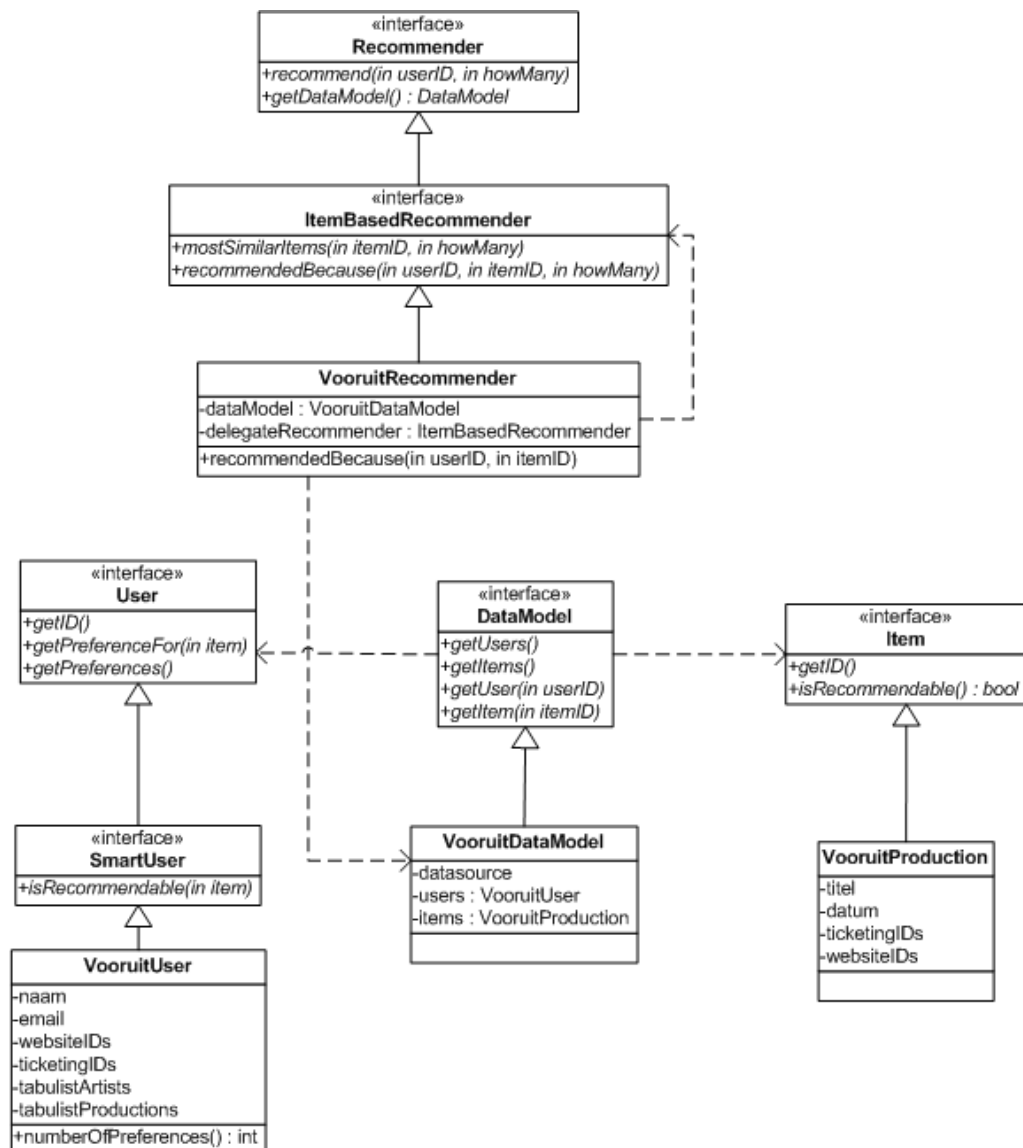 «interface»
Recommender
+recommend(in userID, in howMany)
+getDataModel() : DataModel
«interface»
ItemBasedRecommender
+mostSimilarItems(in itemID, in howMany)
+recommendedBecause(in userID, in itemID, in howMany)
VooruitRecommender
-dataModel : VooruitDataModel
-delegateRecommender : ItemBasedRecommender
+recommendedBecause(in userID, in itemID)
«interface»
User
+getID()
+getPreferenceFor(in item)
+getPreferences()
«interface»
DataModel
+getUsers()
+getItems()
+getUser(in userID)
+getItem(in itemID)
«interface»
Item
+getID()
+isRecommendable() : bool
«interface»
SmartUser
+isRecommendable(in item)
VooruitDataModel
-datasource
-users : VooruitUser
-items : VooruitProduction
VooruitProduction
-titel
-datum
-ticketingIDs
-websiteIDs
VooruitUser
-naam
-email
-websiteIDs
-ticketingIDs
-tabulistArtists
-tabulistProductions
+numberOfPreferences() : int